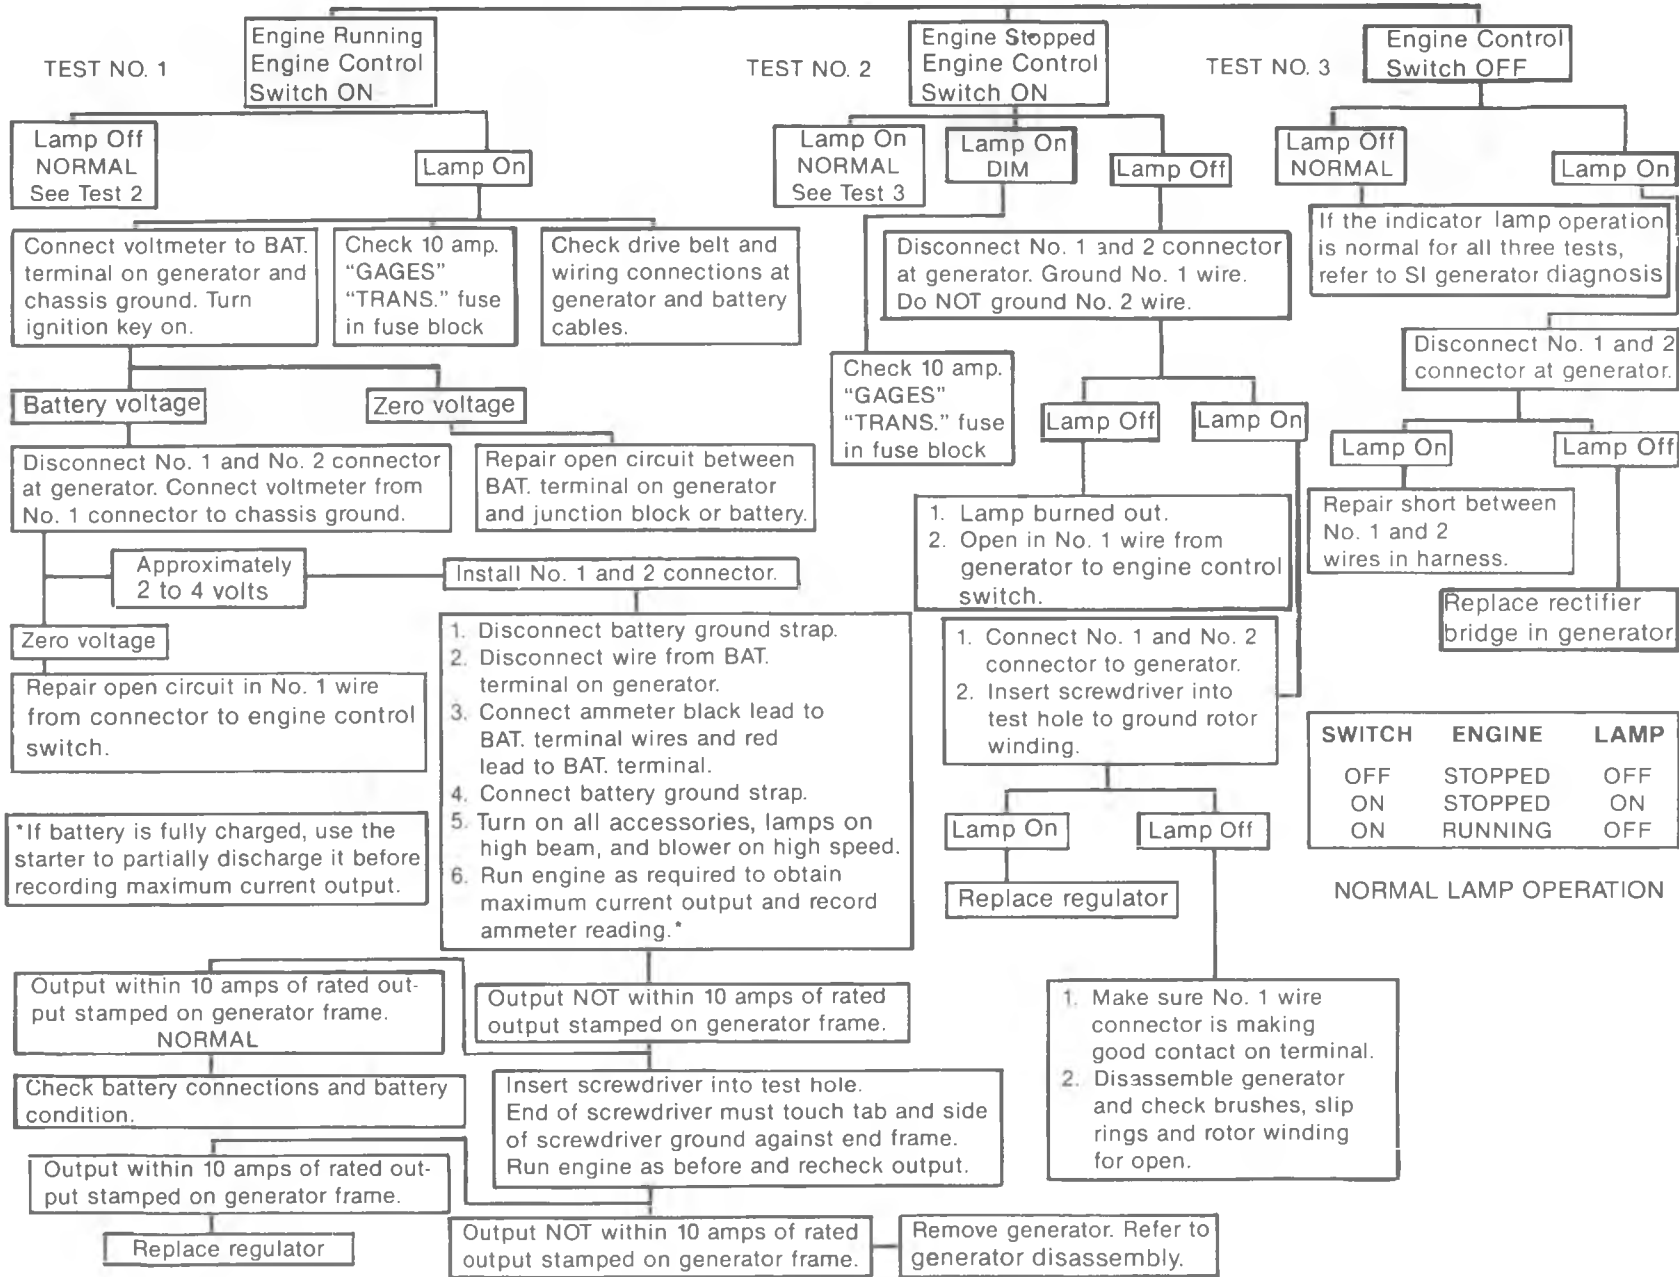 TEST NO. 1
Engine Running
Engine Control
Switch ON
Lamp Off
NORMAL
See Test 2
Lamp On
Connect voltmeter to BAT.
terminal on generator and
chassis ground. Turn
ignition key on.
Check 10 amp.
“GAGES”
“TRANS.” fuse
in fuse block
Check drive belt and
wiring connections at
generator and battery
cables.
Battery voltage
Zero voltage
Disconnect No. 1 and No. 2 connector
at generator. Connect voltmeter from
No. 1 connector to chassis ground.
Repair open circuit between
BAT. terminal on generator
and junction block or battery.
Approximately
2 to 4 volts
Install No. 1 and 2 connector.
Zero voltage
Repair open circuit in No. 1 wire
from connector to engine control
switch.
1. Disconnect battery ground strap.
2. Disconnect wire from BAT.
terminal on generator.
3. Connect ammeter black lead to
BAT. terminal wires and red
lead to BAT. terminal.
4. Connect battery ground strap.
5. Turn on all accessories, lamps on
high beam, and blower on high speed.
6. Run engine as required to obtain
maximum current output and record
ammeter reading.*
*If battery is fully charged, use the
starter to partially discharge it before
recording maximum current output.
Output within 10 amps of rated out-
put stamped on generator frame.
NORMAL
Output NOT within 10 amps of rated
output stamped on generator frame.
Check battery connections and battery
condition.
Insert screwdriver into test hole.
End of screwdriver must touch tab and side
of screwdriver ground against end frame.
Run engine as before and recheck output.
Output within 10 amps of rated out-
put stamped on generator frame.
Replace regulator
Output NOT within 10 amps of rated
output stamped on generator frame.
Remove generator. Refer to
generator disassembly.
TEST NO. 2
Engine Stopped
Engine Control
Switch ON
Lamp On
NORMAL
See Test 3
Lamp On
DIM
Lamp Off
Disconnect No. 1 and 2 connector
at generator. Ground No. 1 wire.
Do NOT ground No. 2 wire.
Check 10 amp.
“GAGES”
“TRANS.” fuse
in fuse block
Lamp Off
Lamp On
1. Lamp burned out.
2. Open in No. 1 wire from
generator to engine control
switch.
1. Connect No. 1 and No. 2
connector to generator.
2. Insert screwdriver into
test hole to ground rotor
winding.
Lamp On
Lamp Off
Replace regulator
1. Make sure No. 1 wire
connector is making
good contact on terminal.
2. Disassemble generator
and check brushes, slip
rings and rotor winding
for open.
TEST NO. 3
Engine Control
Switch OFF
Lamp Off
NORMAL
Lamp On
If the indicator lamp operation
is normal for all three tests,
refer to SI generator diagnosis
Disconnect No. 1 and 2
connector at generator.
Lamp On
Lamp Off
Repair short between
No. 1 and 2
wires in harness.
Replace rectifier
bridge in generator
SWITCH ENGINE LAMP
OFF STOPPED OFF
ON STOPPED ON
ON RUNNING OFF
NORMAL LAMP OPERATION